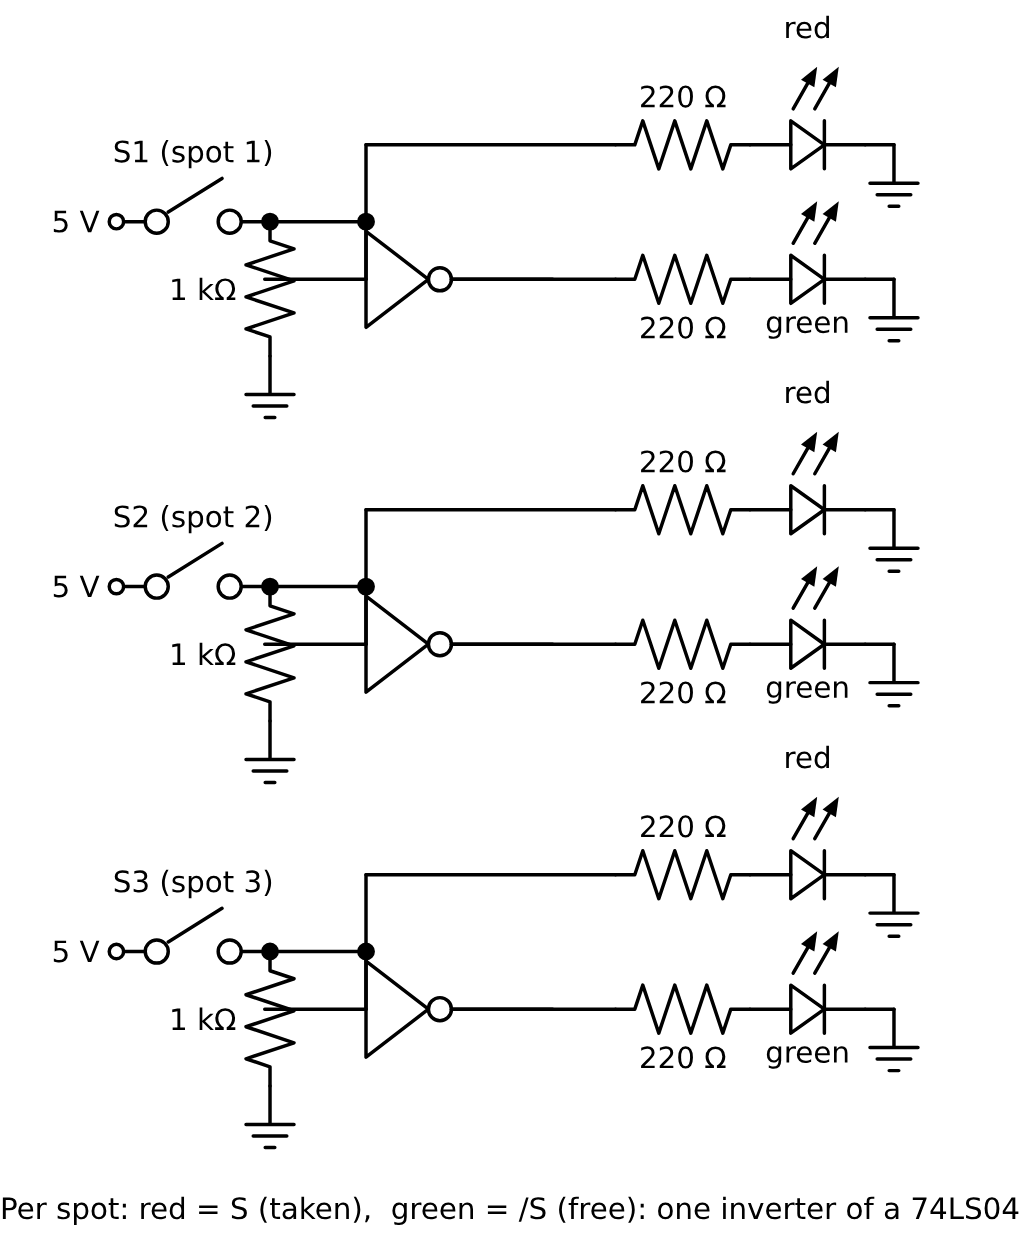 red
220 Ω
S1 (spot 1)
5 V
1 kΩ
220 Ω
green
red
220 Ω
S2 (spot 2)
5 V
1 kΩ
220 Ω
green
red
220 Ω
S3 (spot 3)
5 V
1 kΩ
220 Ω
green
Per spot: red = S (taken),  green = /S (free): one inverter of a 74LS04